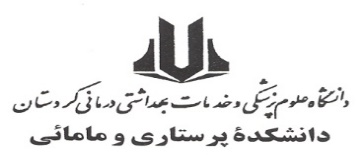 دانشگاه علوم پزشکی و خدمات بهداشتی درمانی کردستان
دانشکدهٔ پرستاری و مامائی